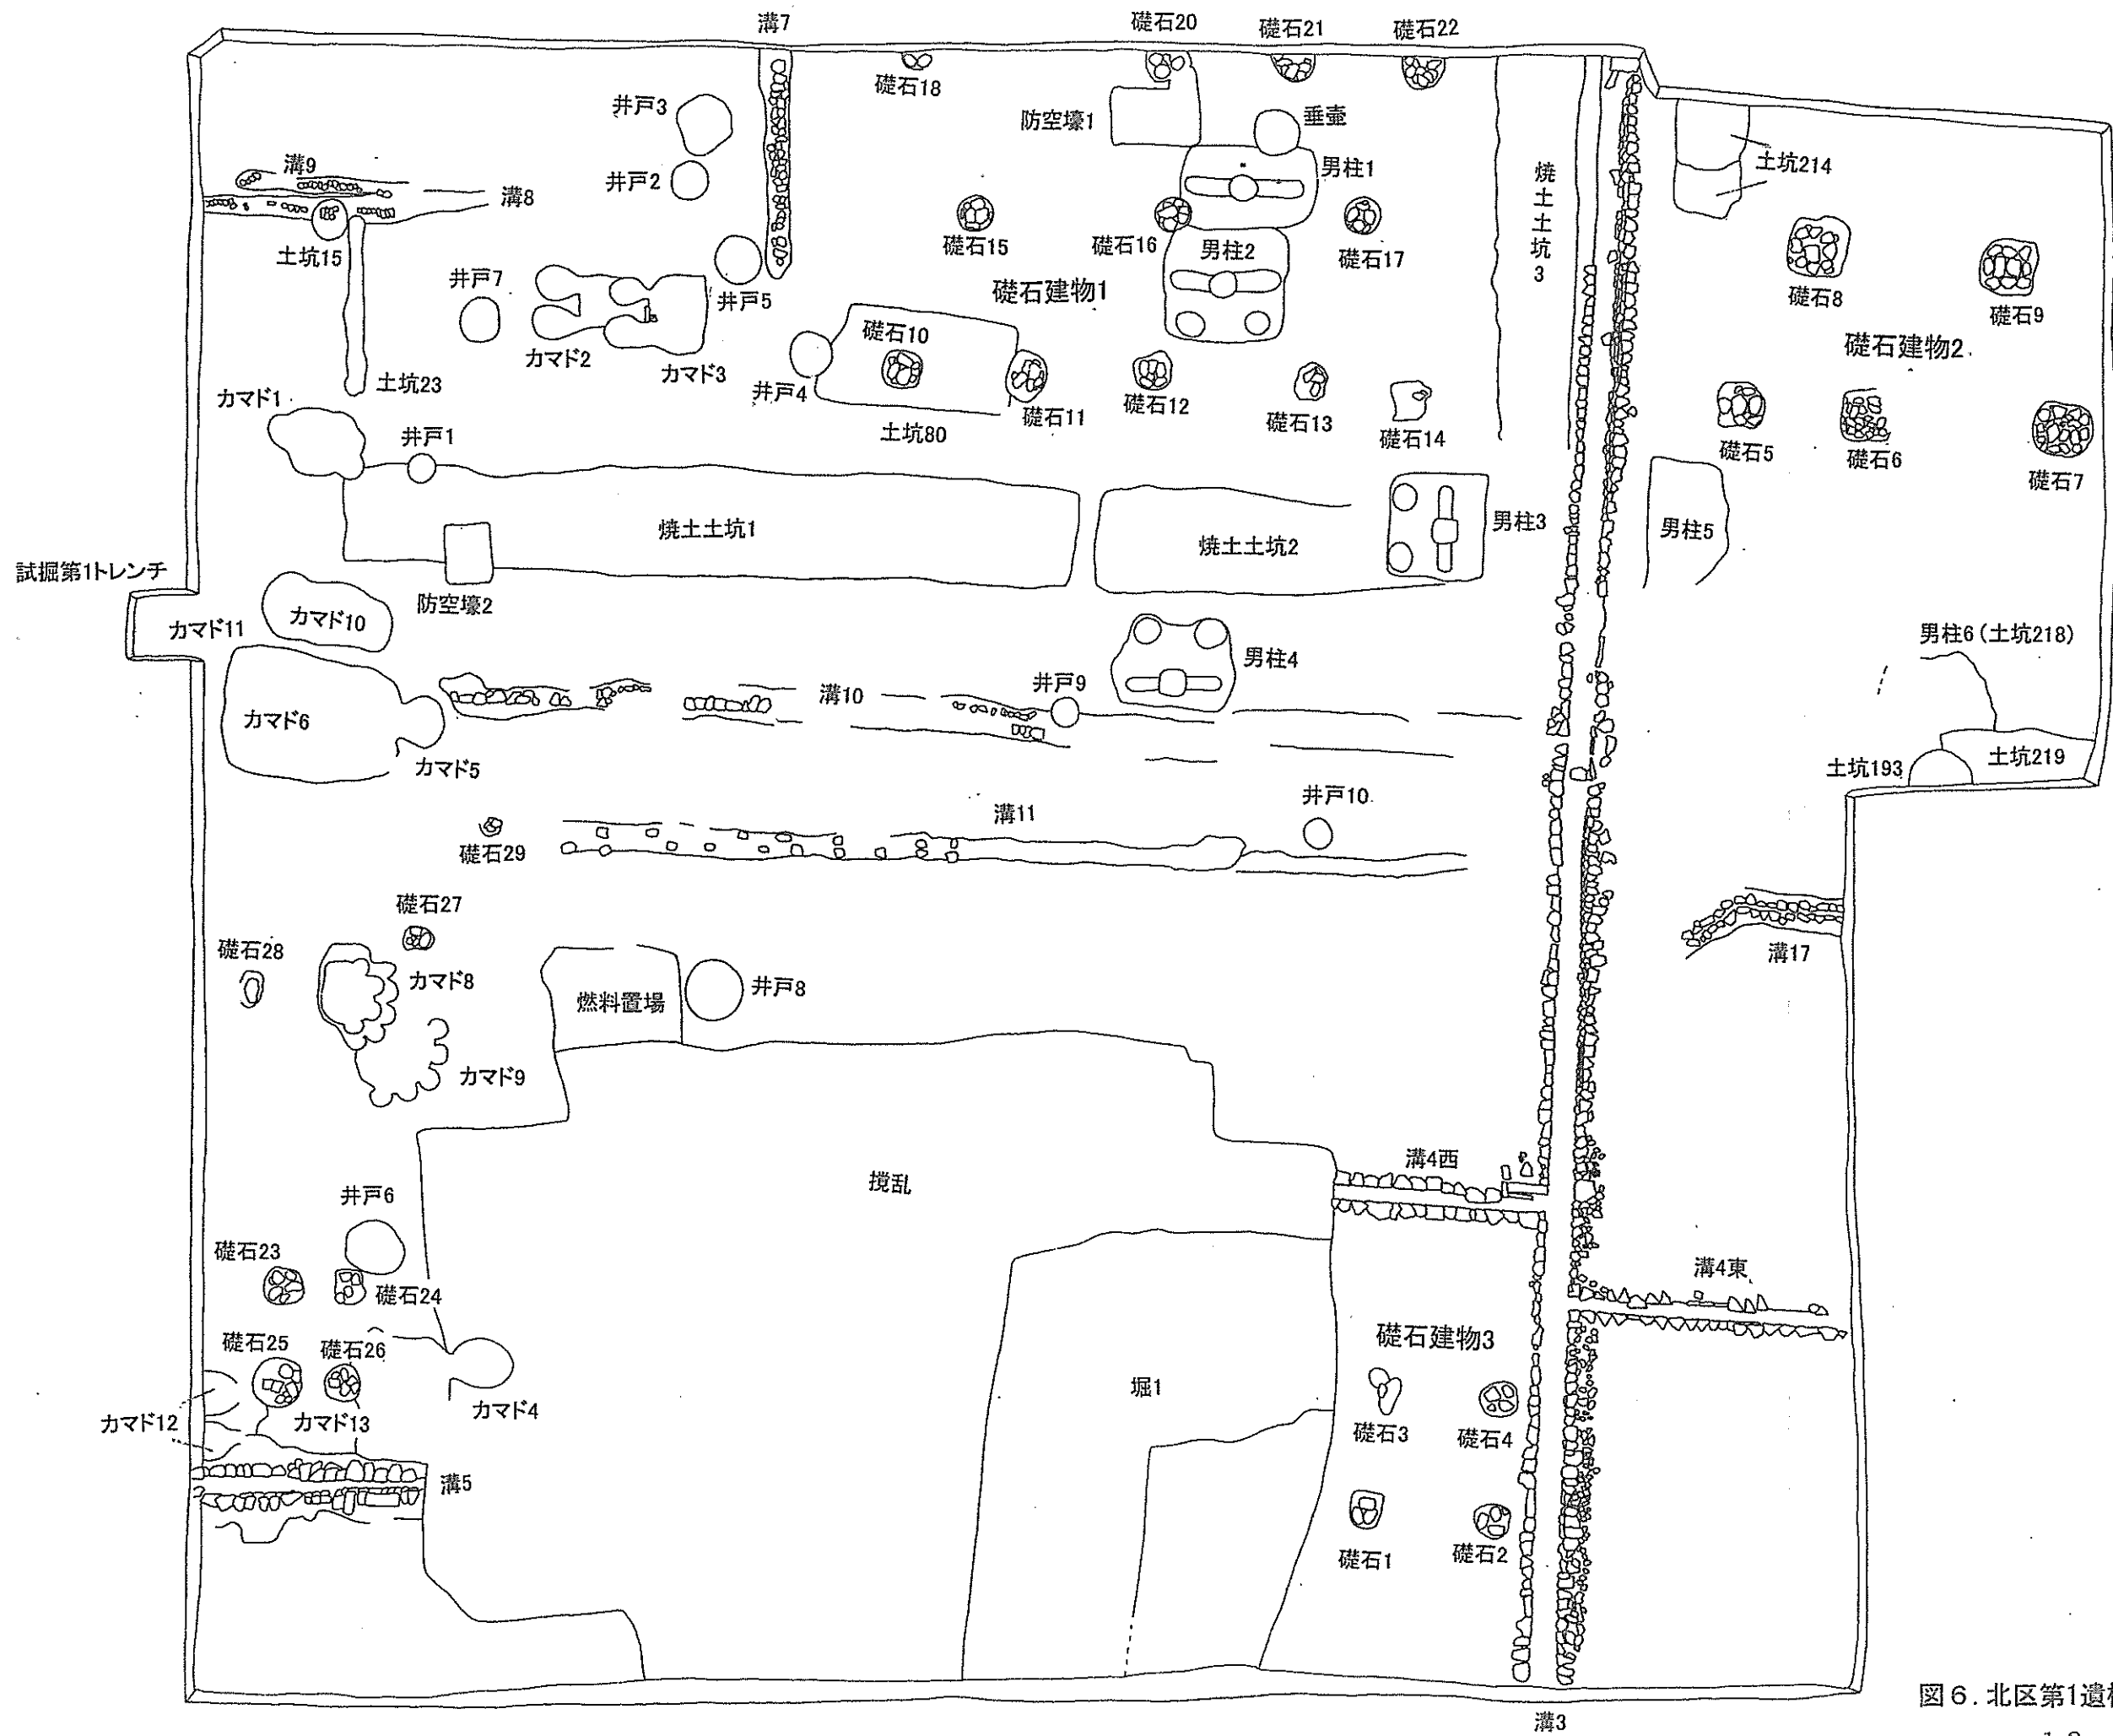 溝7
礎石20
礎石21
礎石22
礎石18
井戸3
防空壕1
垂壷
溝9
井戸2
男柱1
焼土土坑3
土坑214
溝8
礎石15
礎石16
男柱2
礎石17
土坑15
井戸7
井戸5
礎石建物1
礎石8
礎石9
礎石10
カマド2
カマド3
井戸4
礎石建物2
土坑23
カマド1
礎石11
礎石12
礎石13
礎石14
土坑80
井戸1
礎石5
礎石6
礎石7
焼土土坑1
焼土土坑2
男柱3
男柱5
試掘第1トレンチ
防空壕2
カマド11
カマド10
男柱6(土坑218)
男柱4
カマド6
溝10
井戸9
カマド5
土坑193
土坑219
井戸10
溝11
礎石29
礎石27
礎石28
カマド8
燃料置場
井戸8
溝17
カマド9
溝4西
撹乱
井戸6
礎石23
礎石24
溝4東
礎石25
礎石26
礎石建物3
堀1
カマド12
カマド13
カマド4
礎石3
礎石4
溝5
礎石1
礎石2
図6.北区第1遺
溝3